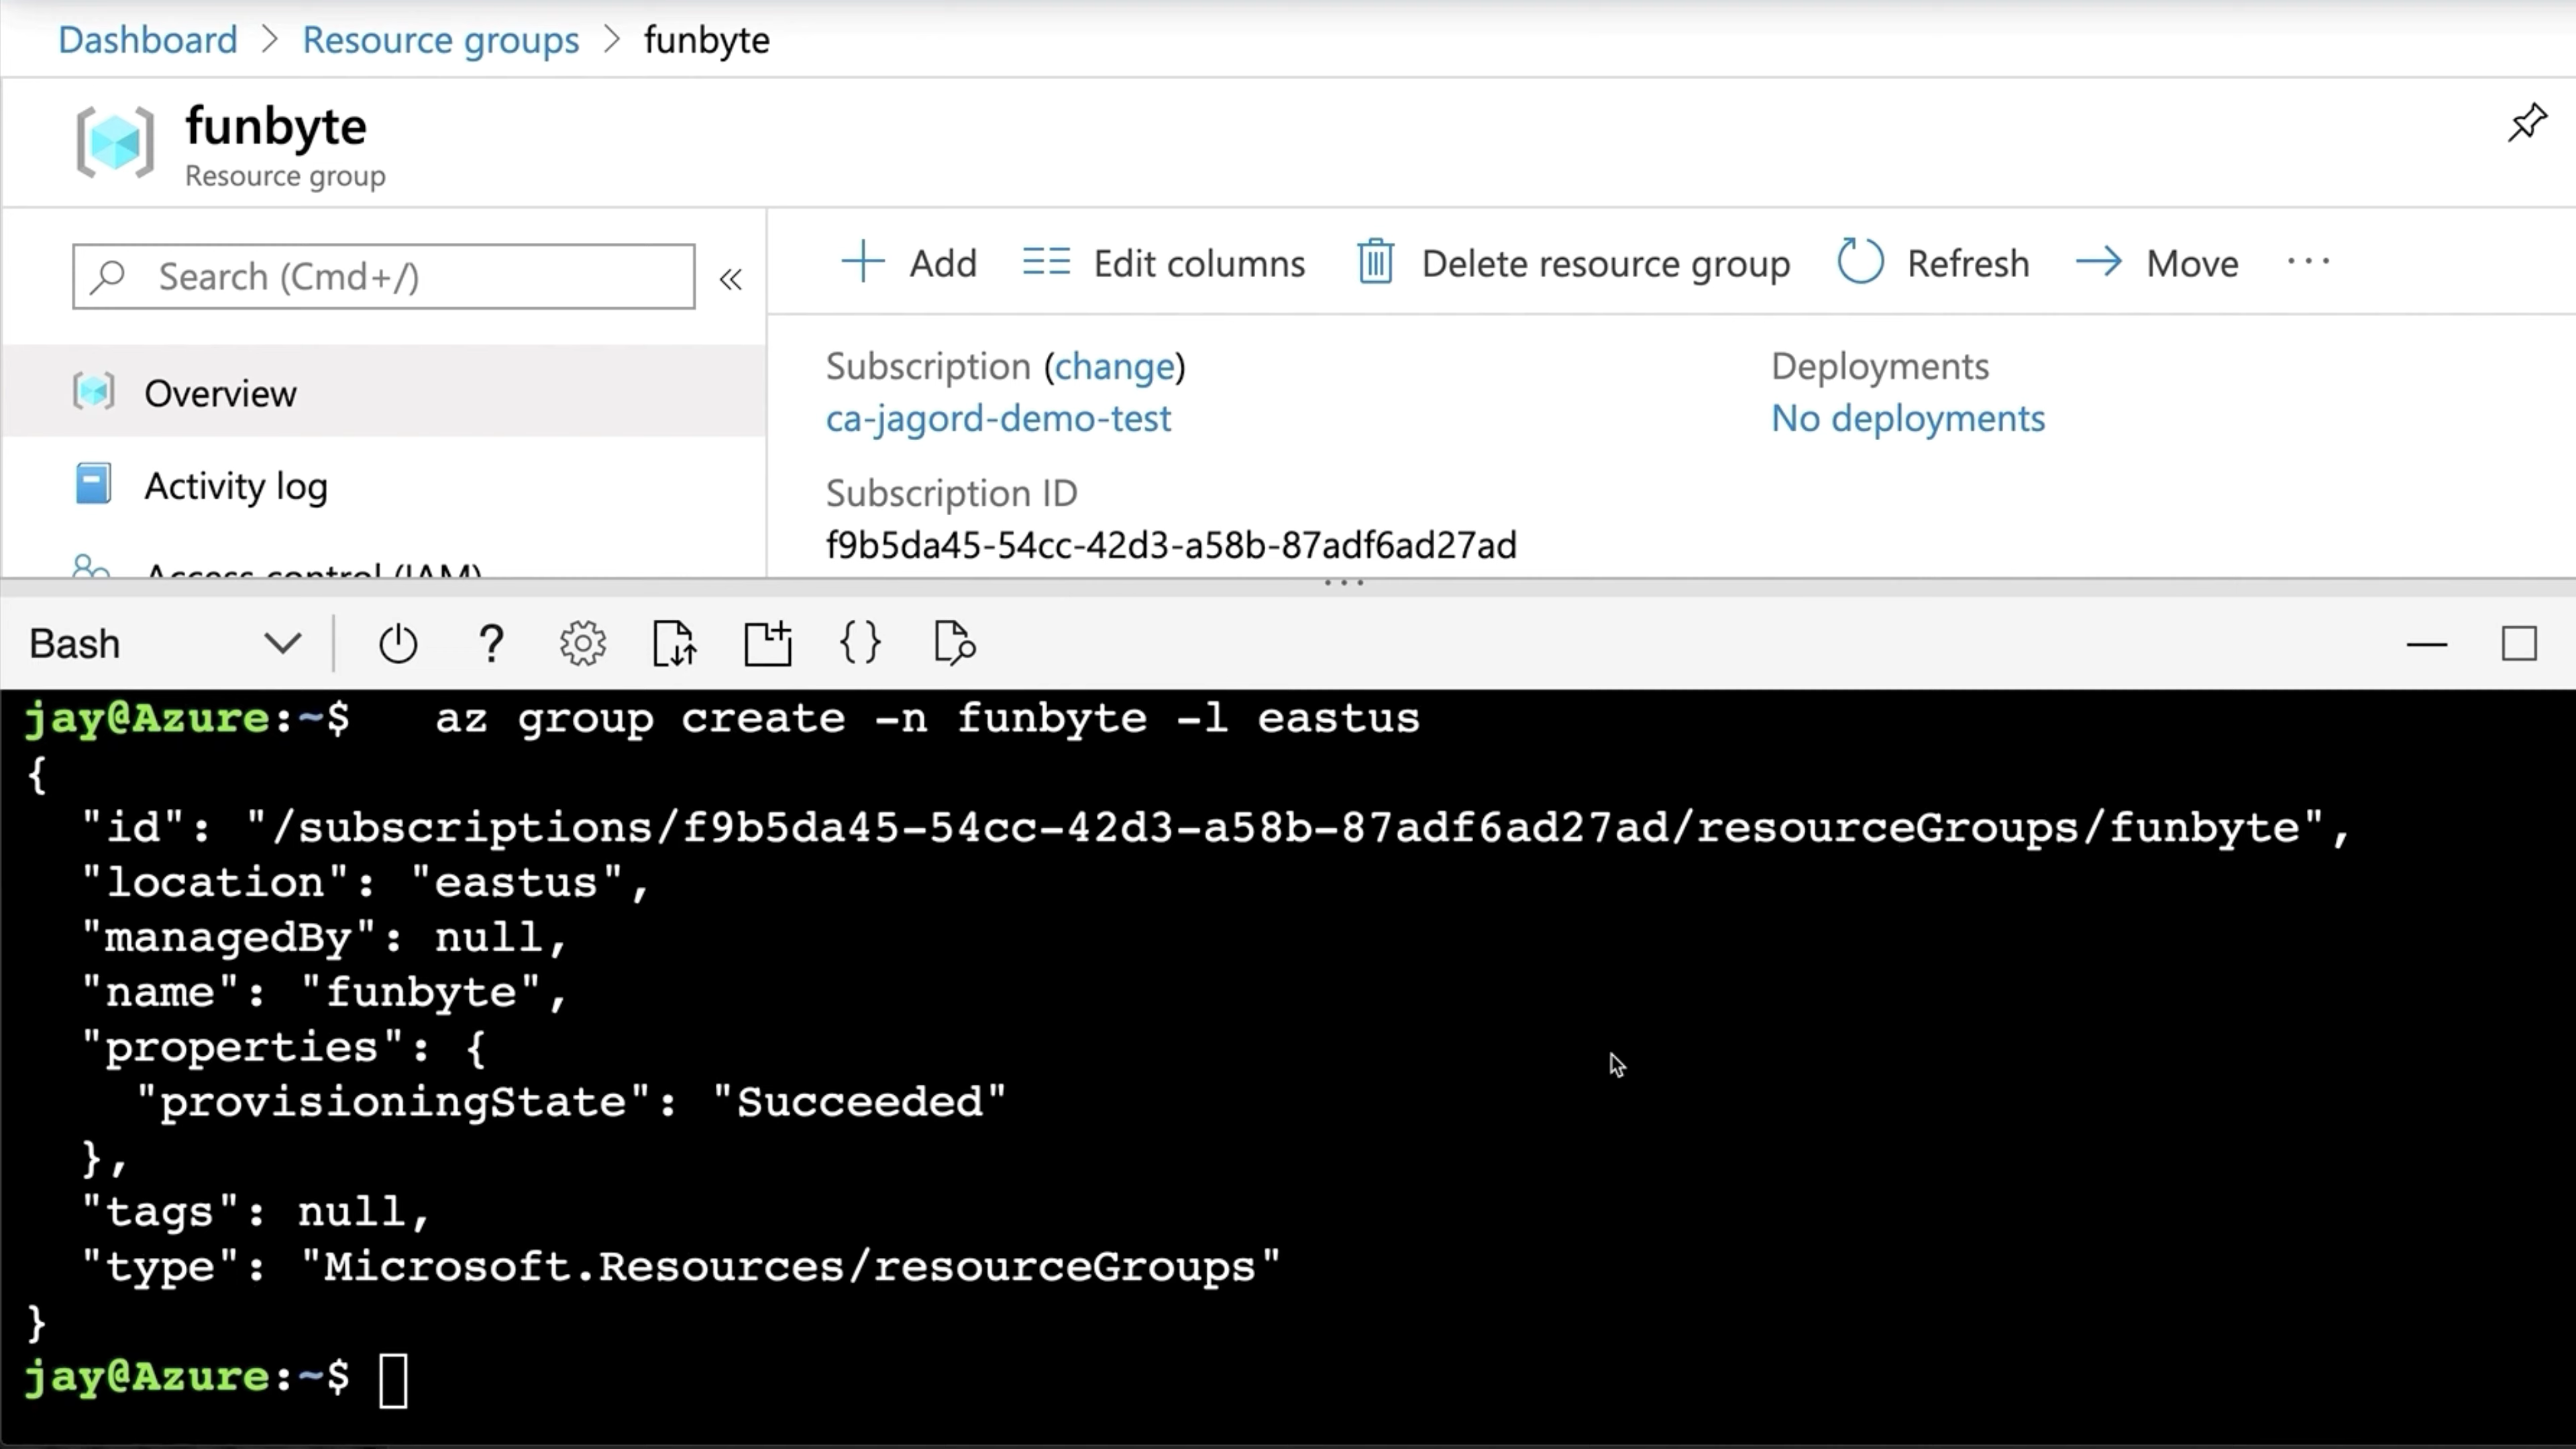 Dashboard > Resource groups > funbyte
funbyte
Resource group
Search (Cmd+/)
«
Add
Edit columns
Delete resource group
Refresh
Move
...
Overview
Activity log
Access control (IAM)
Subscription (change)
ca-jagord-demo-test
Deployments
No deployments
Subscription ID
f9b5da45-54cc-42d3-a58b-87adf6ad27ad
Bash
?
{}
jay@Azure:~$ az group create -n funbyte -l eastus
{
"id": "/subscriptions/f9b5da45-54cc-42d3-a58b-87adf6ad27ad/resourceGroups/funbyte",
"location": "eastus",
"managedBy": null,
"name": "funbyte",
"properties": {
"provisioningState": "Succeeded"
},
"tags": null,
"type": "Microsoft.Resources/resourceGroups"
}
jay@Azure:~$